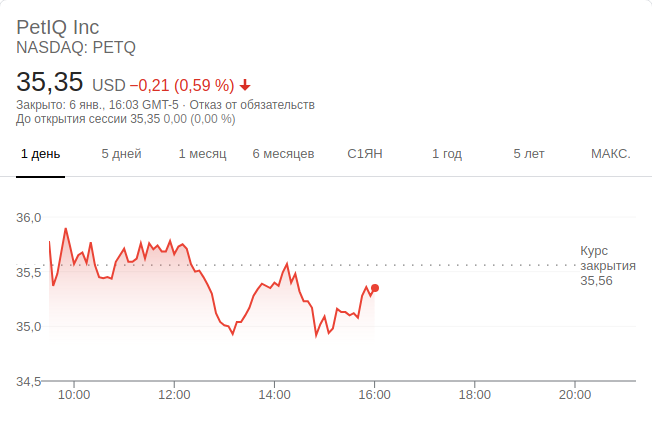 PetIQ Inc
NASDAQ: PETQ
35,35 USD −0,21 (0,59 %)
Закрыто: 6 янв., 16:03 GMT-5 · Отказ от обязательств
До открытия сессии 35,35 0,00 (0,00 %)
1 день 5 дней 1 месяц 6 месяцев С1ЯН 1 год 5 лет МАКС.
36,0
Курс
закрытия
35,5
35,56
35,0
34,5
10:00 12:00 14:00 16:00 18:00 20:00